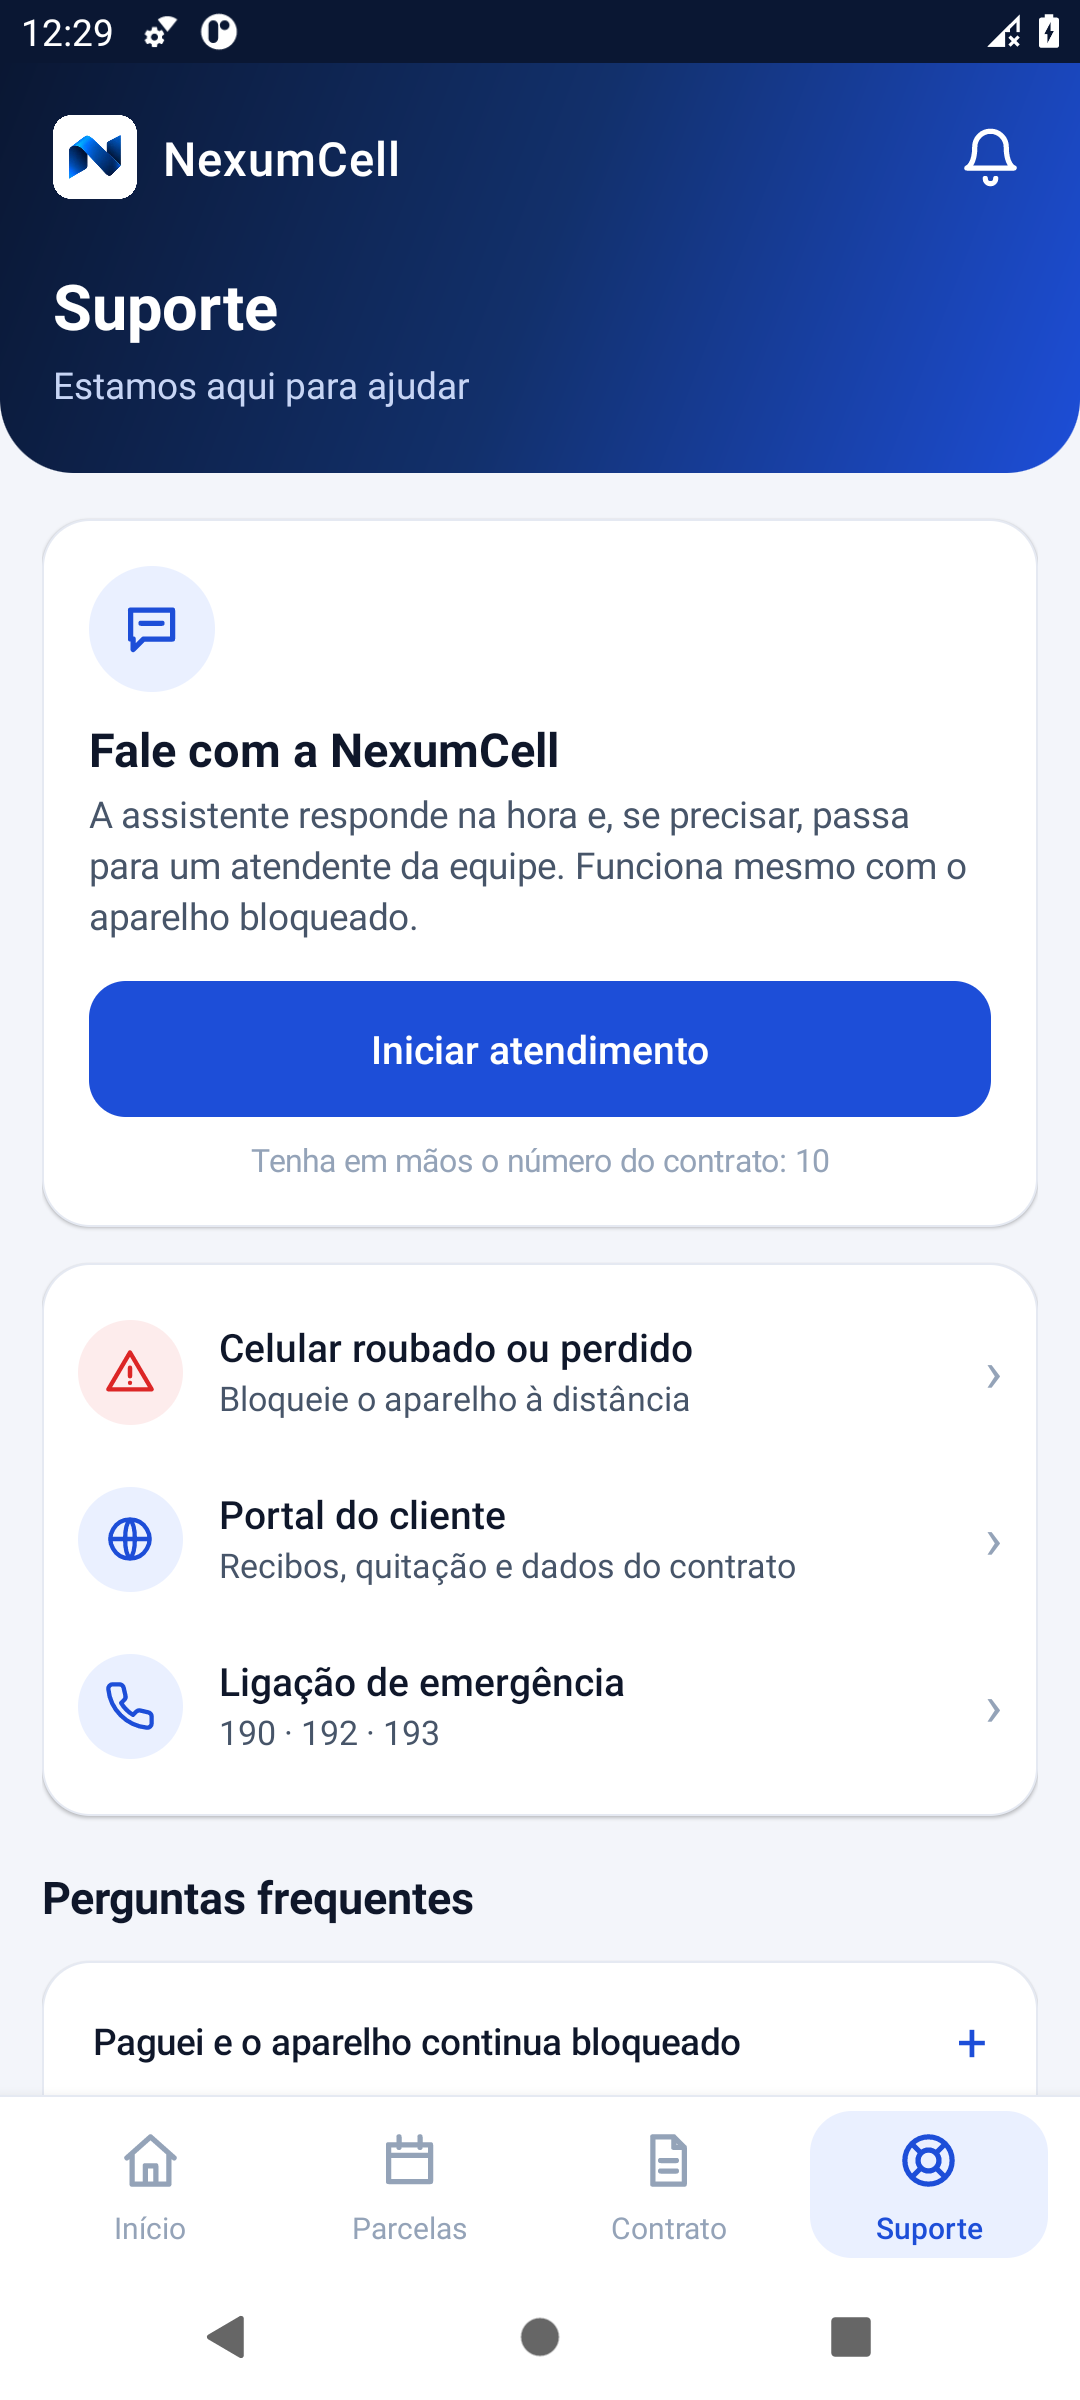 12:29
NexumCell
Suporte
Estamos aqui para ajudar
Fale com a NexumCell
A assistente responde na hora e, se precisar, passa
para um atendente da equipe. Funciona mesmo com o
aparelho bloqueado.
Iniciar atendimento
Tenha em mãos o número do contrato: 10
Celular roubado ou perdido
Bloqueie o aparelho à distância
Portal do cliente
Recibos, quitação e dados do contrato
Ligação de emergência
190 · 192 · 193
Perguntas frequentes
Paguei e o aparelho continua bloqueado
Início
Parcelas
Contrato
Suporte